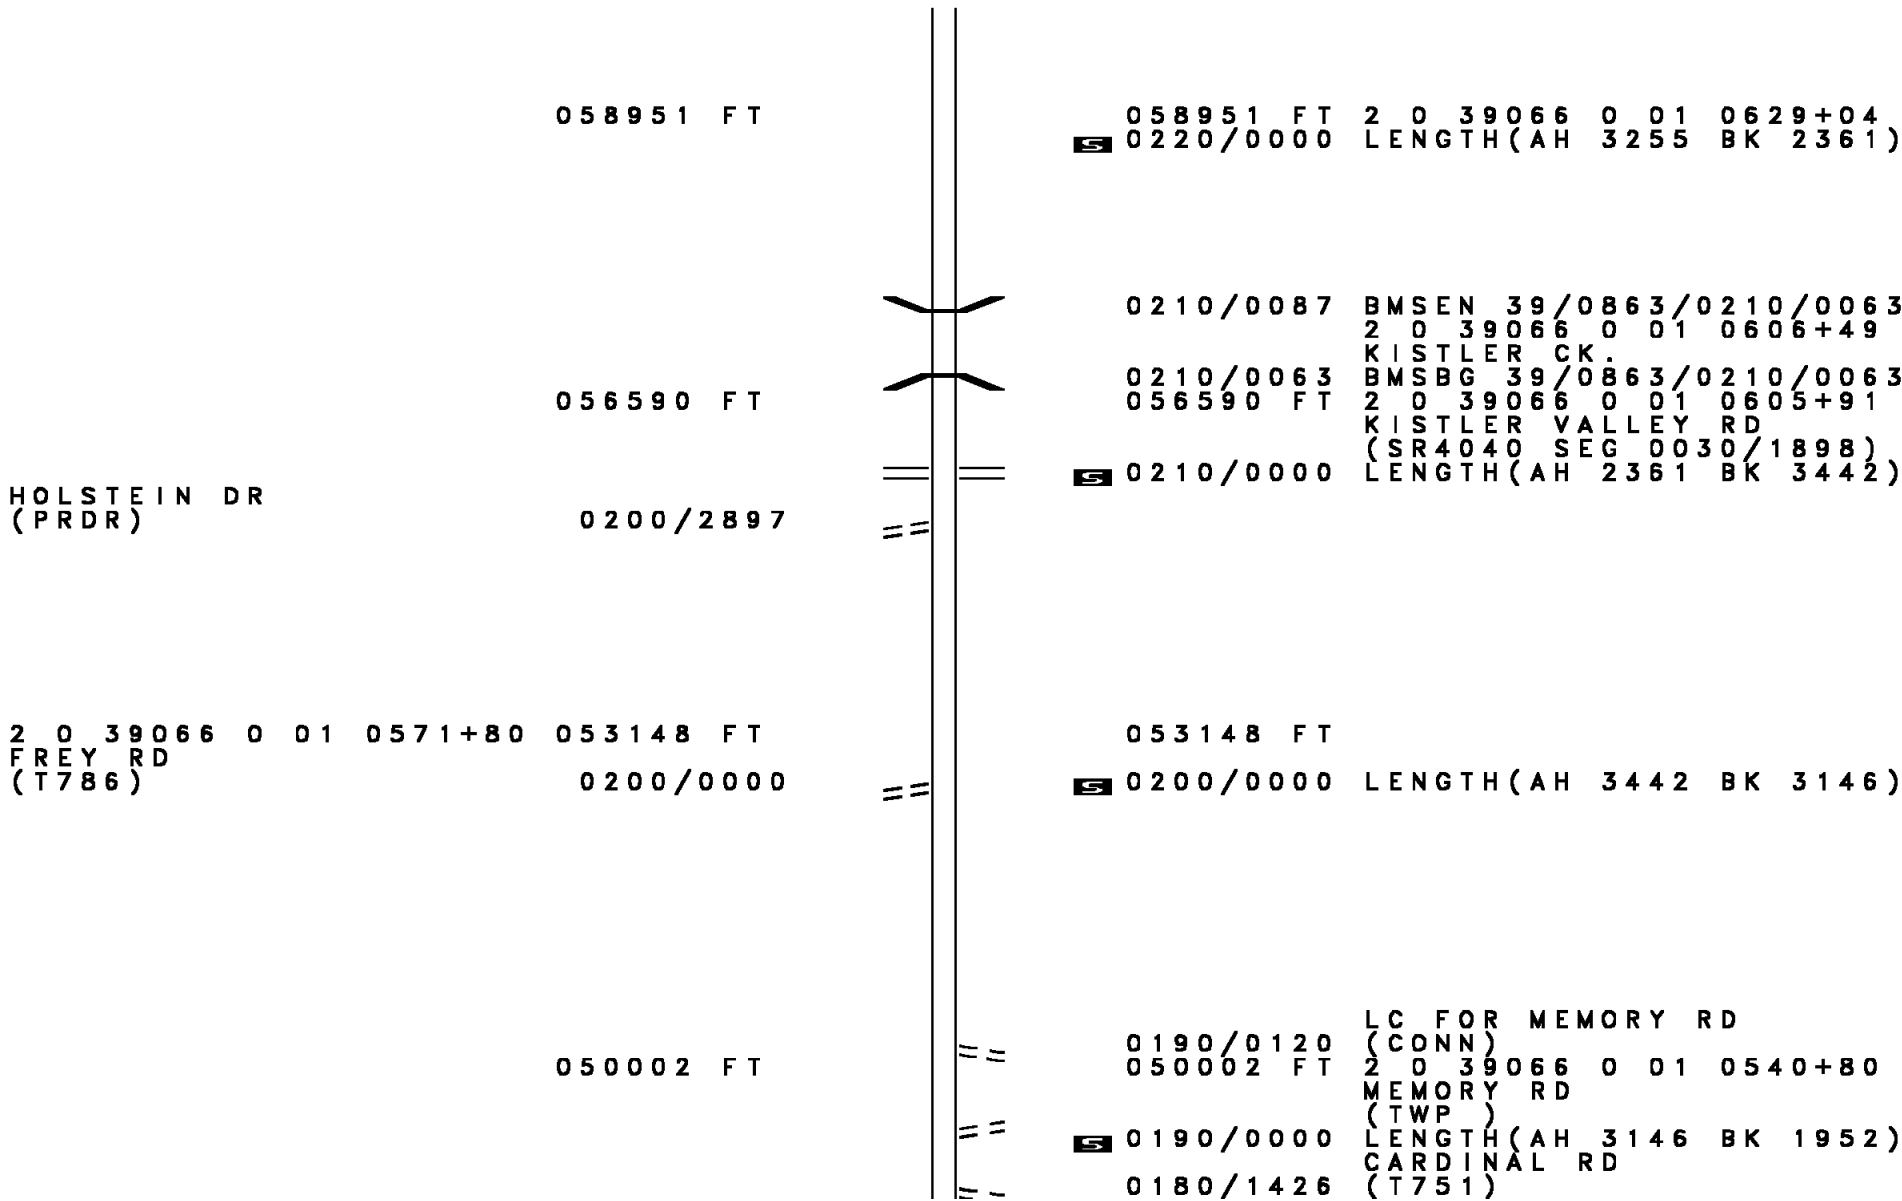 058951 FT 058951 FT 2 0 39066 0 01 0629+04
S 0220/0000 LENGTH(AH 3255 BK 2361)
0210/0087 BMSEN 39/0863/0210/0063
2 0 39066 0 01 0606+49
KISTLER CK.
0210/0063 BMSBG 39/0863/0210/0063
056590 FT 056590 FT 2 0 39066 0 01 0605+91
KISTLER VALLEY RD
(SR4040 SEG 0030/1898)
S 0210/0000 LENGTH(AH 2361 BK 3442)
HOLSTEIN DR
(PRDR) 0200/2897
2 0 39066 0 01 0571+80 053148 FT 053148 FT
FREY RD
(T786) 0200/0000 S 0200/0000 LENGTH(AH 3442 BK 3146)
LC FOR MEMORY RD
0190/0120 (CONN)
050002 FT 050002 FT 2 0 39066 0 01 0540+80
MEMORY RD
(TWP )
S 0190/0000 LENGTH(AH 3146 BK 1952)
CARDINAL RD
0180/1426 (T751)